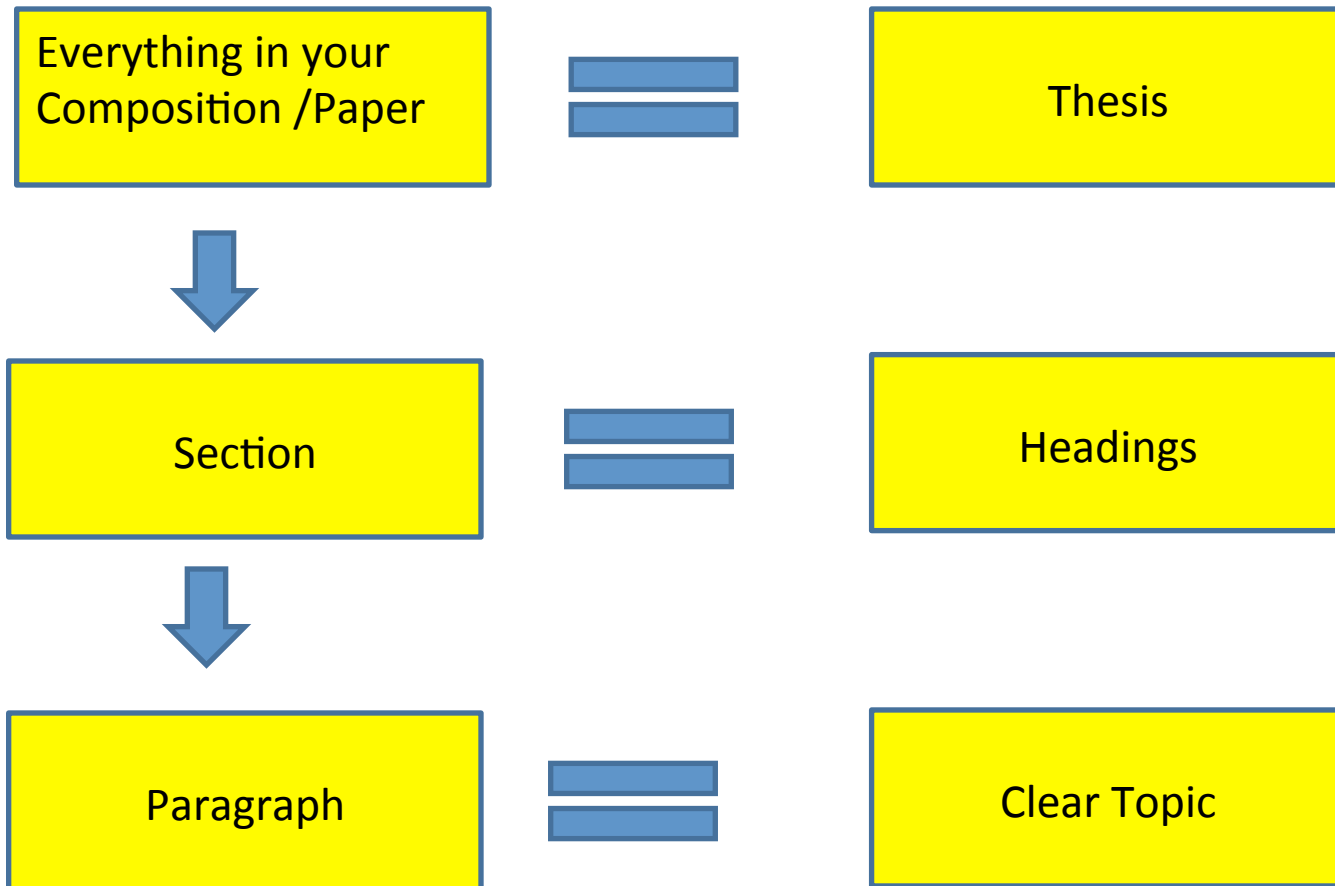 Everything in your
Composition /Paper
Thesis
Section
Headings
Paragraph
Clear Topic